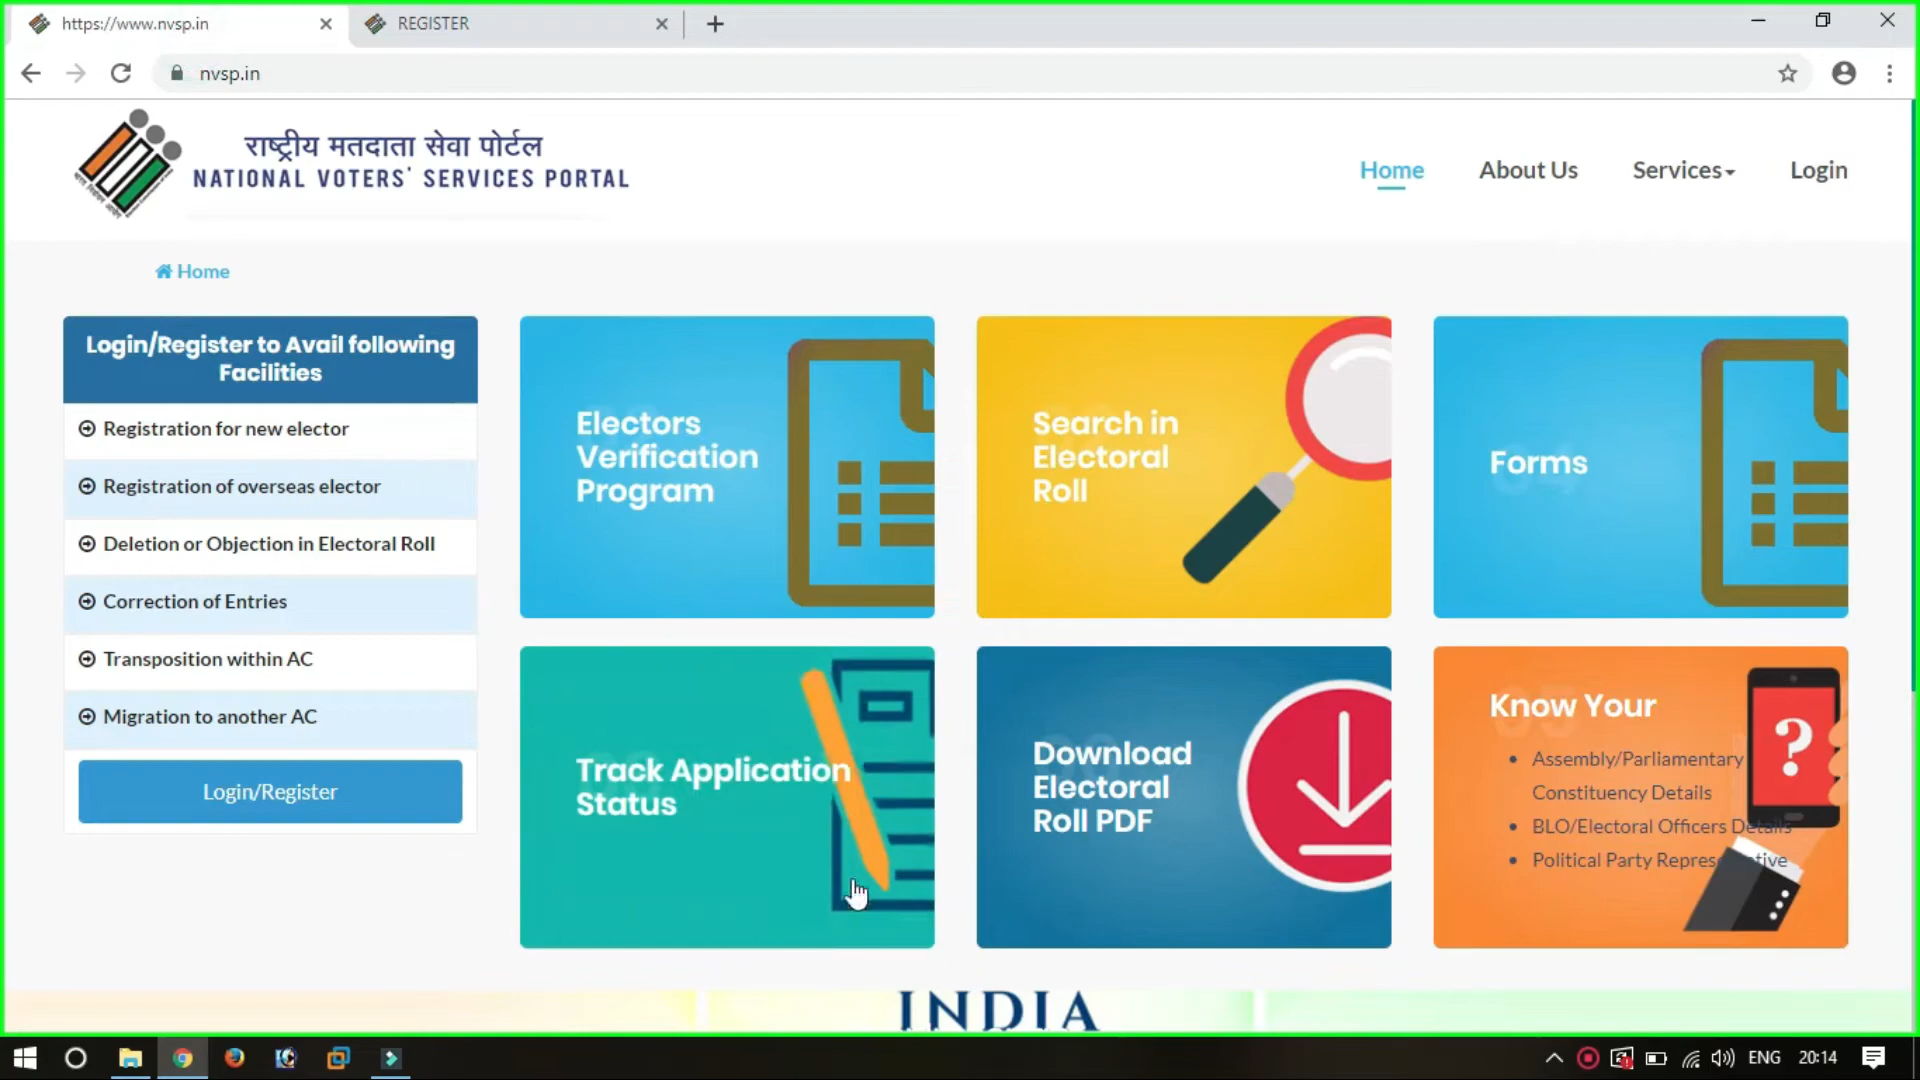 https://www.nvsp.in
REGISTER
nvsp.in
राष्ट्रीय मतदाता सेवा पोर्टल
NATIONAL VOTERS' SERVICES PORTAL
Home
About Us
Services
Login
Home
Login/Register to Avail following
Facilities
Registration for new elector
Registration of overseas elector
Deletion or Objection in Electoral Roll
Correction of Entries
Transposition within AC
Migration to another AC
Login/Register
Electors
Verification
Program
Search in
Electoral
Roll
Forms
Track Application
Status
Download
Electoral
Roll PDF
Know Your
Assembly/Parliamentary
Constituency Details
BLO/Electoral Officers Details
Political Party
INDIA
ENG
20:14